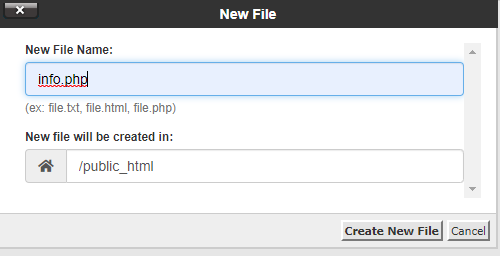 New File
New File Name:
info.php
(ex: file.txt, file.html, file.php)
New file will be created in:
/public_html
Create New File
Cancel